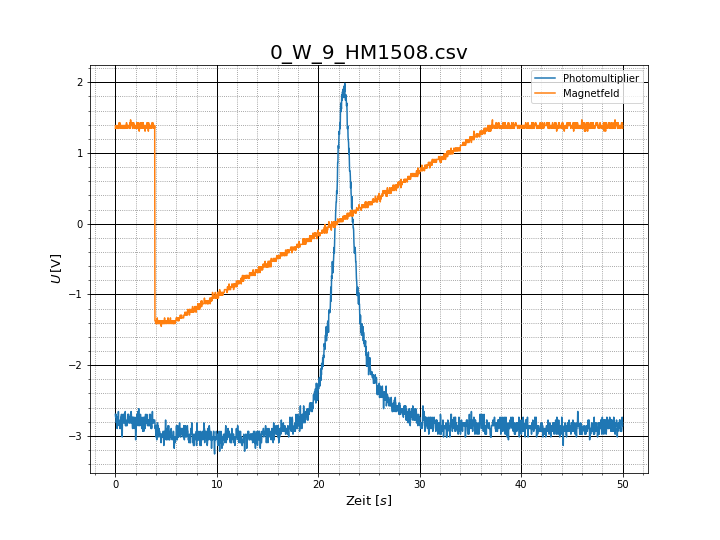 0_W_9_HM1508.csv
Photomultiplier
Magnetfeld
U[V]
2
1
0
−1
−2
−3
0 10 20 30 40 50
Zeit [s]